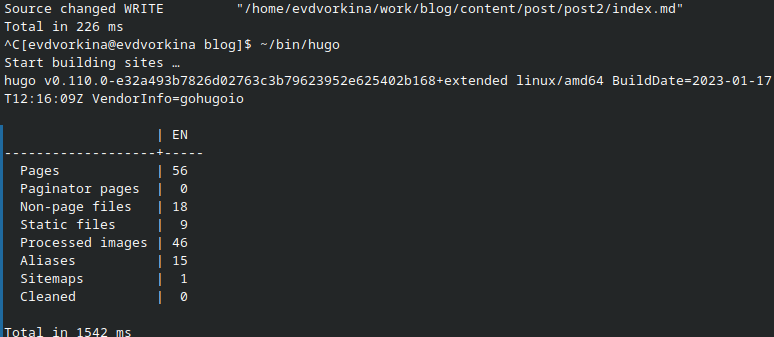 Source changed WRITE         "/home/evdvorkina/work/blog/content/post/post2/index.md"
Total in 226 ms
^C[evdvorkina@evdvorkina blog]$ ~/bin/hugo
Start building sites …
hugo v0.110.0-e32a493b7826d02763c3b79623952e625402b168+extended linux/amd64 BuildDate=2023-01-17
T12:16:09Z VendorInfo=gohugoio
                   | EN
-------------------+-----
  Pages            | 56
  Paginator pages  |  0
  Non-page files   | 18
  Static files     |  9
  Processed images | 46
  Aliases          | 15
  Sitemaps         |  1
  Cleaned          |  0
Total in 1542 ms